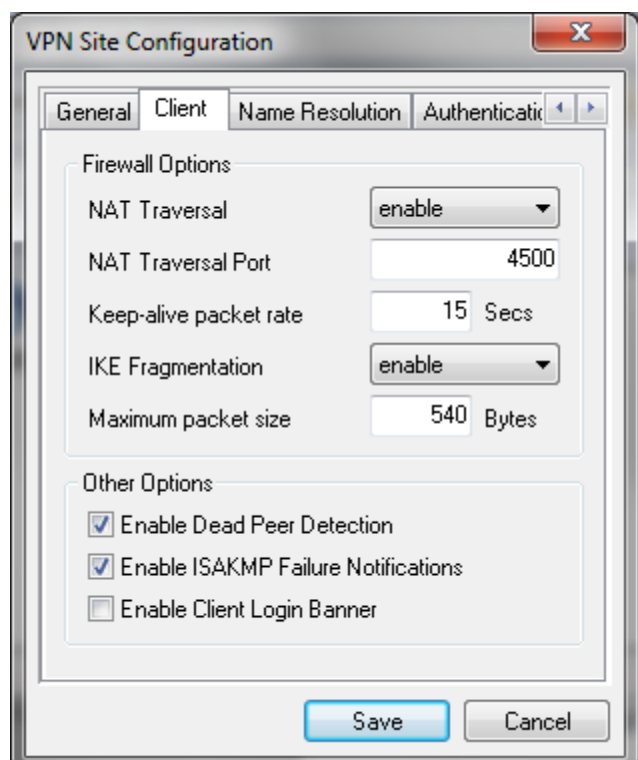 VPN Site Configuration
General Client Name Resolution
Firewall Options
NAT Traversal enable
NAT Traversal Port 4500
Keep-alive packet rate 15 Secs
IKE Fragmentation enable
Maximum packet size 540 Bytes
Other Options
Enable Dead Peer Detection
Enable ISAKMP Failure Notifications
Enable Client Login Banner
Save Cancel